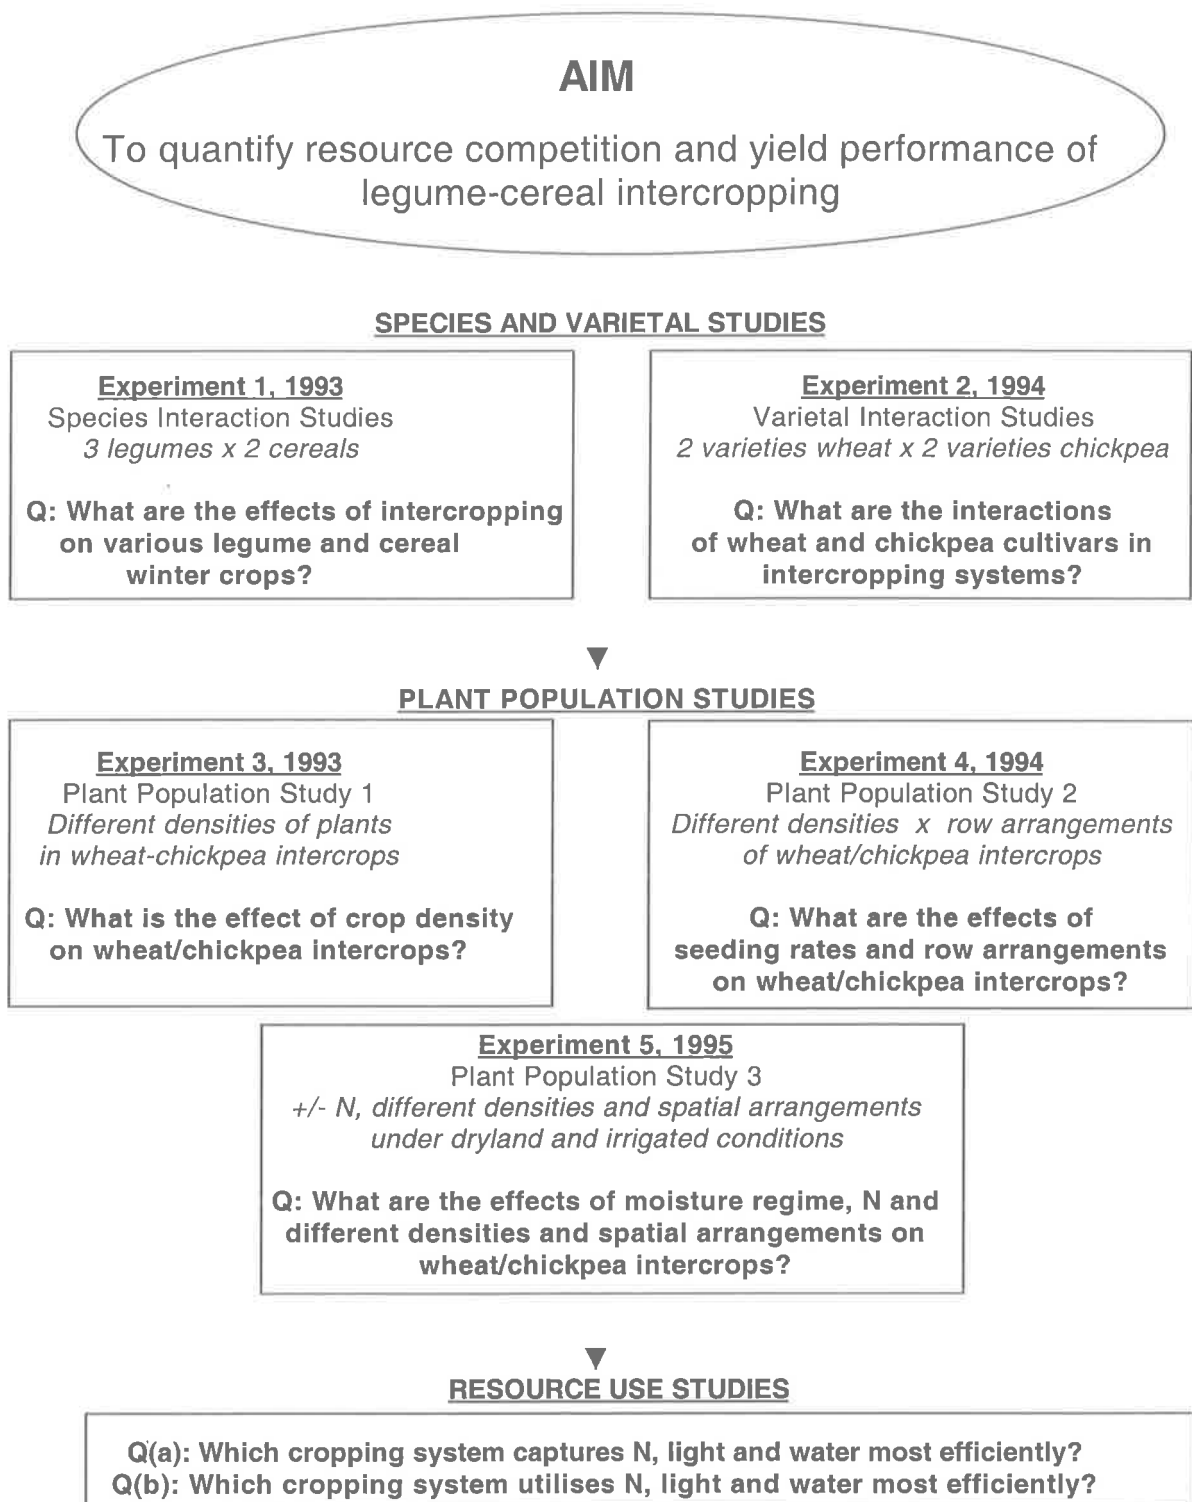 AIM
To quantify resource competition and yield performance of
legume-cereal intercropping
SPECIES AND VARIETAL STUDIES
Experiment 1, 1993
Species Interaction Studies
3 legumes x 2 cereals
Q: What are the effects of intercropping
on various legume and cereal
winter crops?
Experiment 2, 1994
Varietal Interaction Studies
2 varieties wheat x 2 varieties chickpea
Q: What are the interactions
of wheat and chickpea cultivars in
intercropping systems?
PLANT POPULATION STUDIES
Experiment 3, 1993
Plant Population Study 1
Different densities of plants
in wheat-chickpea intercrops
Q: What is the effect of crop density
on wheat/chickpea intercrops?
Experiment 4, 1994
Plant Population Study 2
Different densities x row arrangements
of wheat/chickpea intercrops
Q: What are the effects of
seeding rates and row arrangements
on wheat/chickpea intercrops?
Experiment 5, 1995
Plant Population Study 3
+/- N, different densities and spatial arrangements
under dryland and irrigated conditions
Q: What are the effects of moisture regime, N and
different densities and spatial arrangements on
wheat/chickpea intercrops?
RESOURCE USE STUDIES
Q(a): Which cropping system captures N, light and water most efficiently?
Q(b): Which cropping system utilises N, light and water most efficiently?